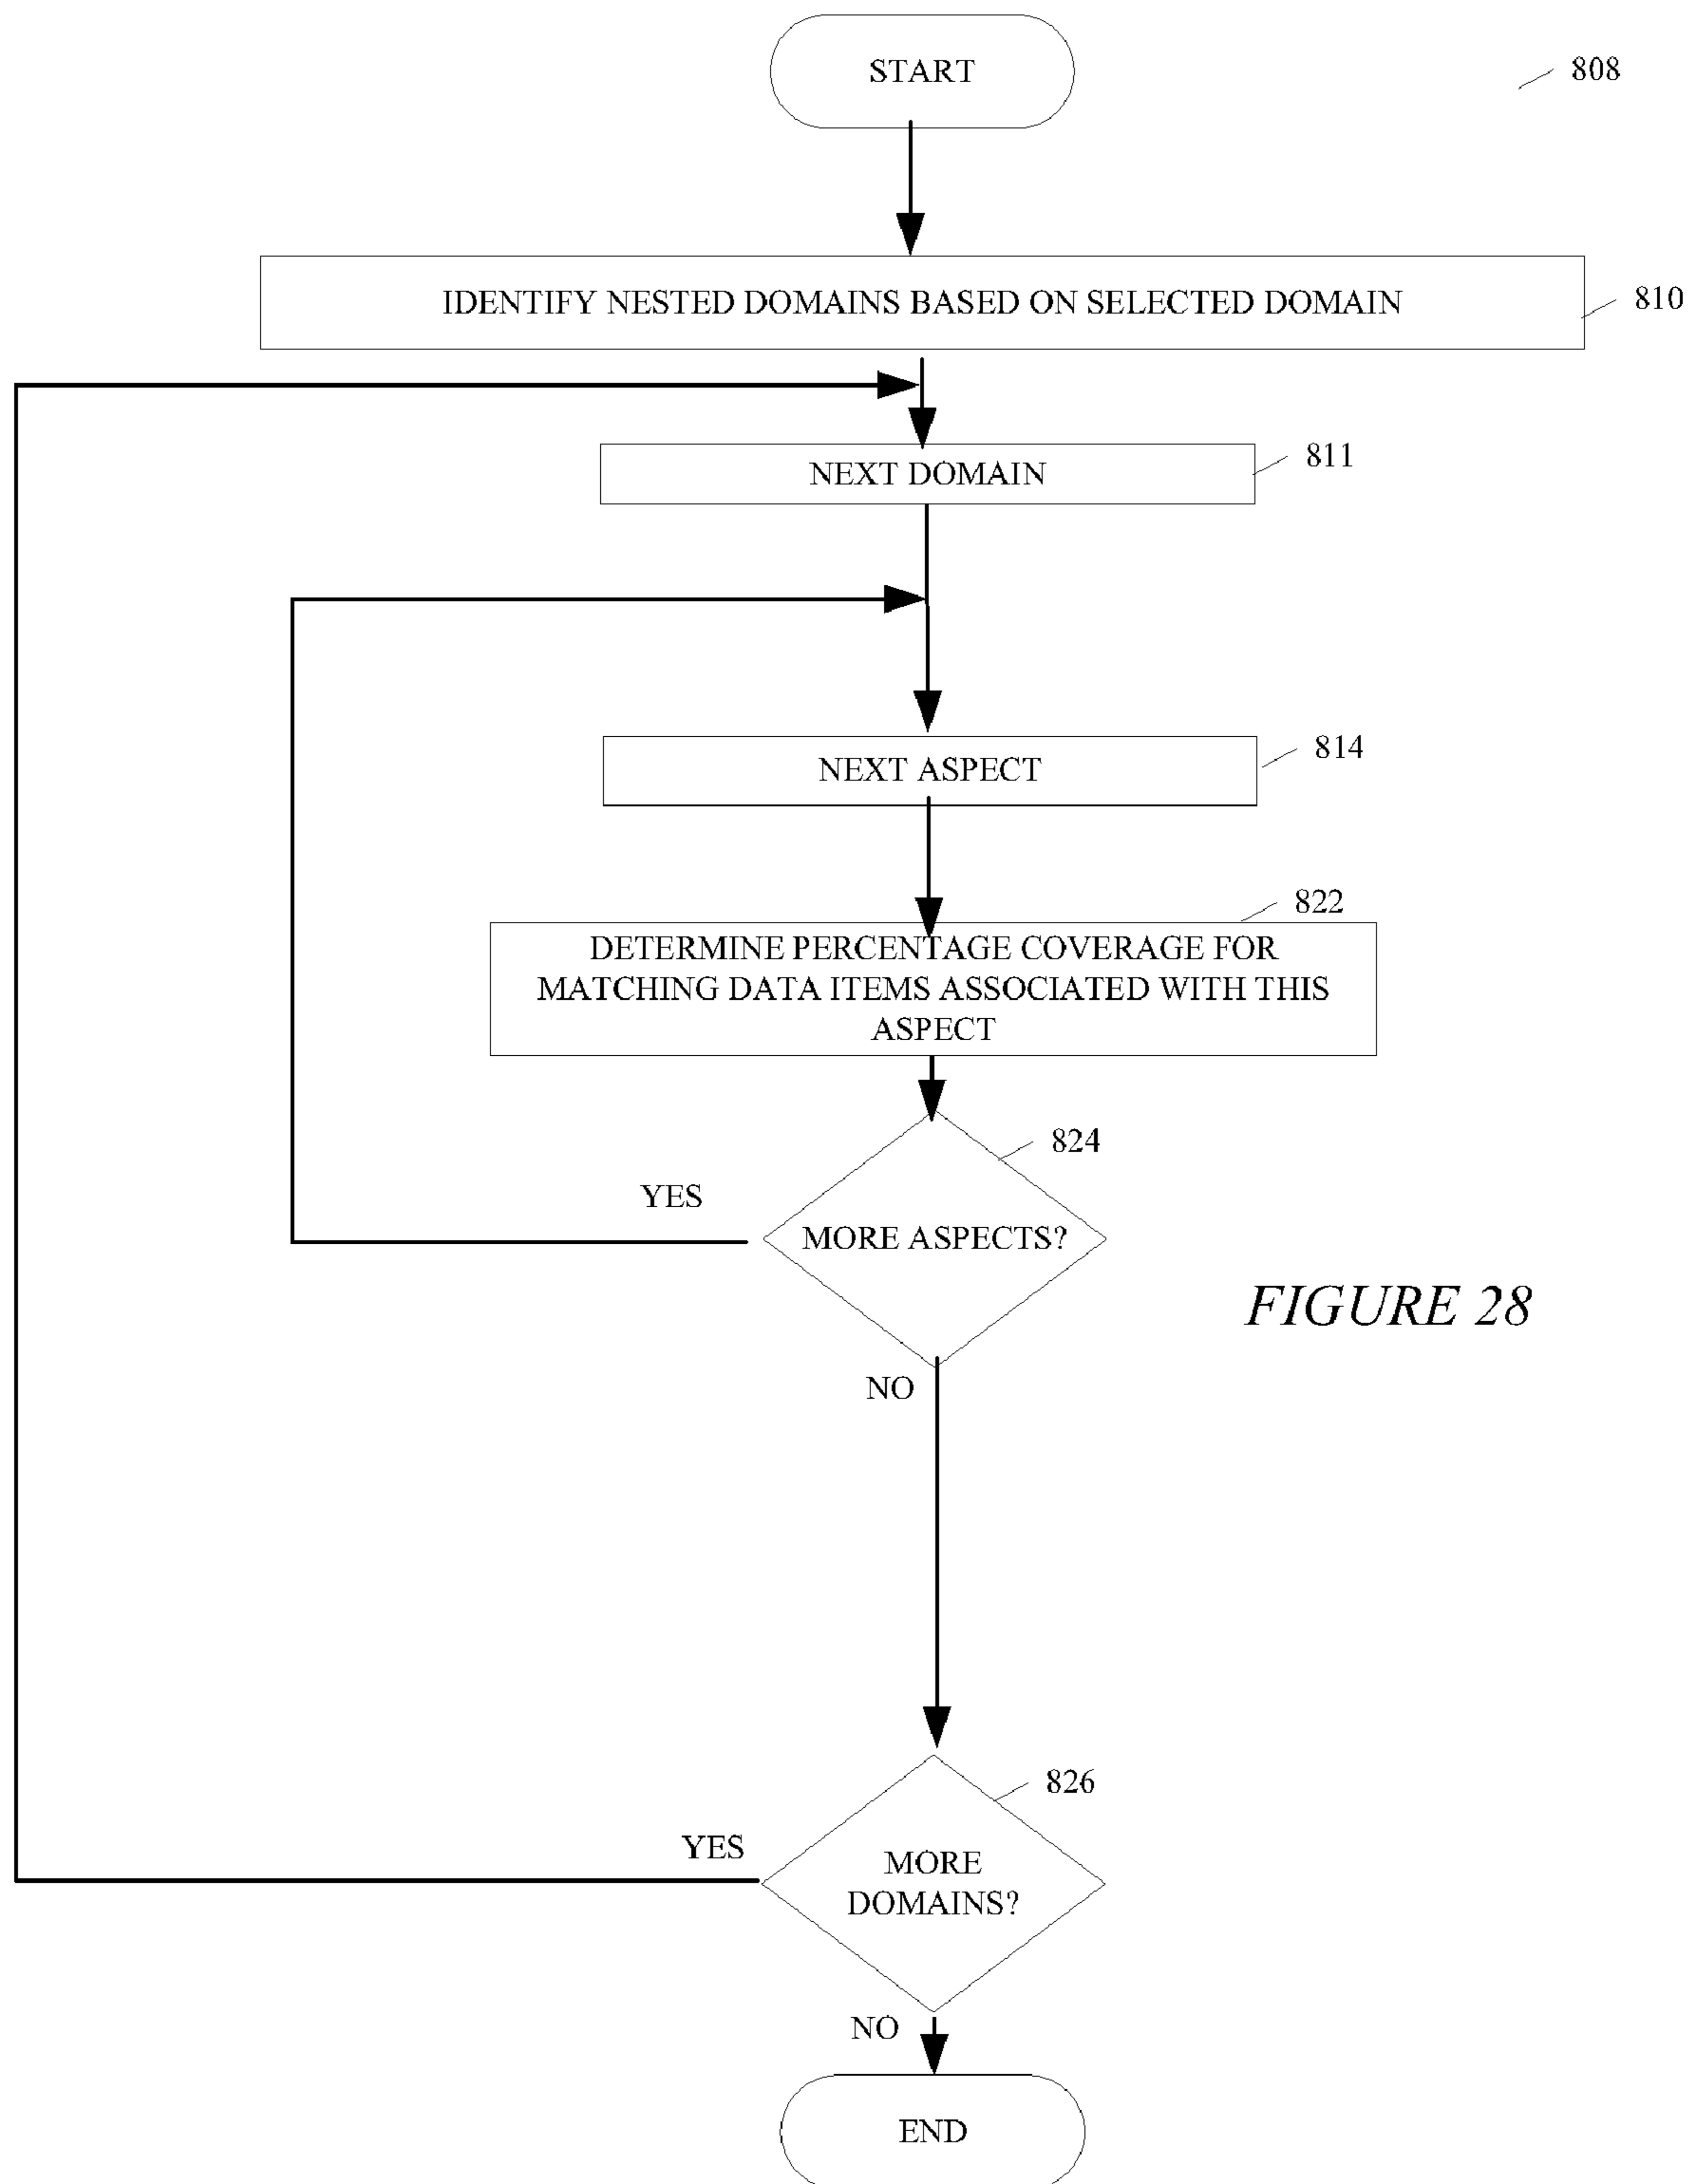 START
808
IDENTIFY NESTED DOMAINS BASED ON SELECTED DOMAIN
810
NEXT DOMAIN
811
NEXT ASPECT
814
822
DETERMINE PERCENTAGE COVERAGE FOR
MATCHING DATA ITEMS ASSOCIATED WITH THIS
ASPECT
824
YES
MORE ASPECTS?
FIGURE 28
NO
826
YES
MORE
DOMAINS?
NO
END